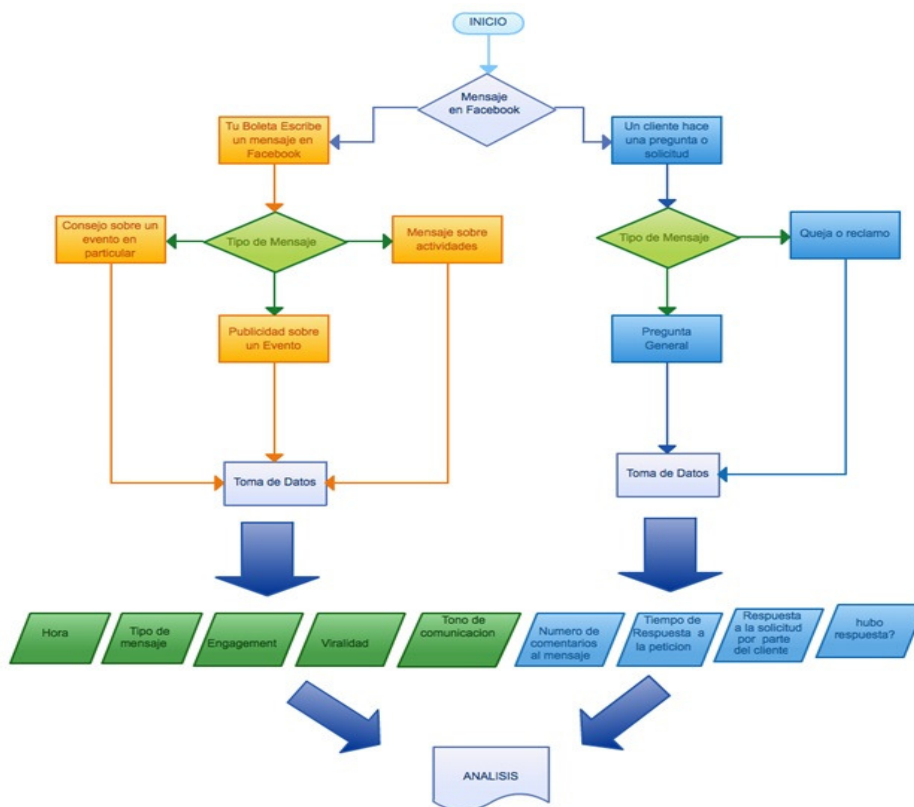 INICIO
Mensaje
en Facebook
Tu Boleta Escribe
un mensaje en
Facebook
Un cliente hace
una pregunta o
solicitud
Consejo sobre un
evento en
particular
Tipo de Mensaje
Mensaje sobre
actividades
Tipo de Mensaje
Queja o reclamo
Publicidad sobre
un Evento
Pregunta
General
Toma de Datos
Toma de Datos
Hora
Tipo de
mensaje
Engagement
Viralidad
Tono de
comunicacion
Numero de
comentarios
al mensaje
Tiempo de
Respuesta a
la peticion
Respuesta
a la solicitud
por parte
del cliente
hubo
respuesta?
ANALISIS